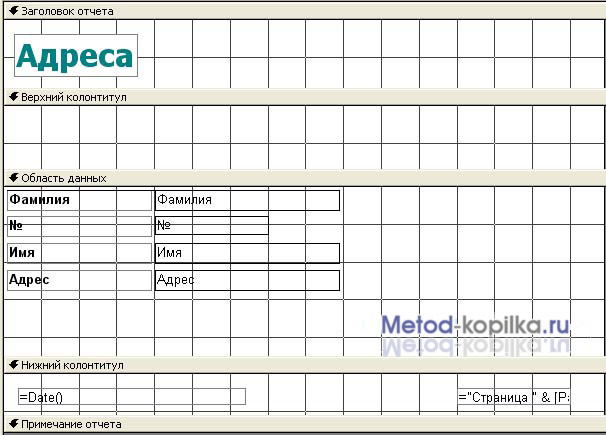 Заголовок отчета
Адреса
Верхний колонтитул
Область данных
Фамилия Фамилия
№ №
Имя Имя
Адрес Адрес
Metod-kopilka.ru
Нижний колонтитул
=Date() ="Страница " & [P
Примечание отчета